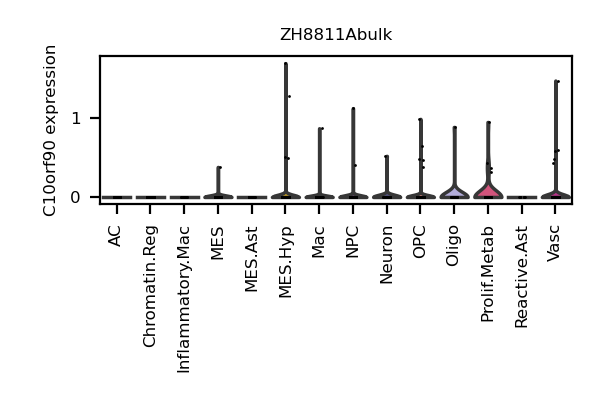 ZH8811Abulk
C10orf90 expression
1
0
AC
Chromatin.Reg
Inflammatory.Mac
MES
MES.Ast
MES.Hyp
Mac
NPC
Neuron
OPC
Oligo
Prolif.Metab
Reactive.Ast
Vasc